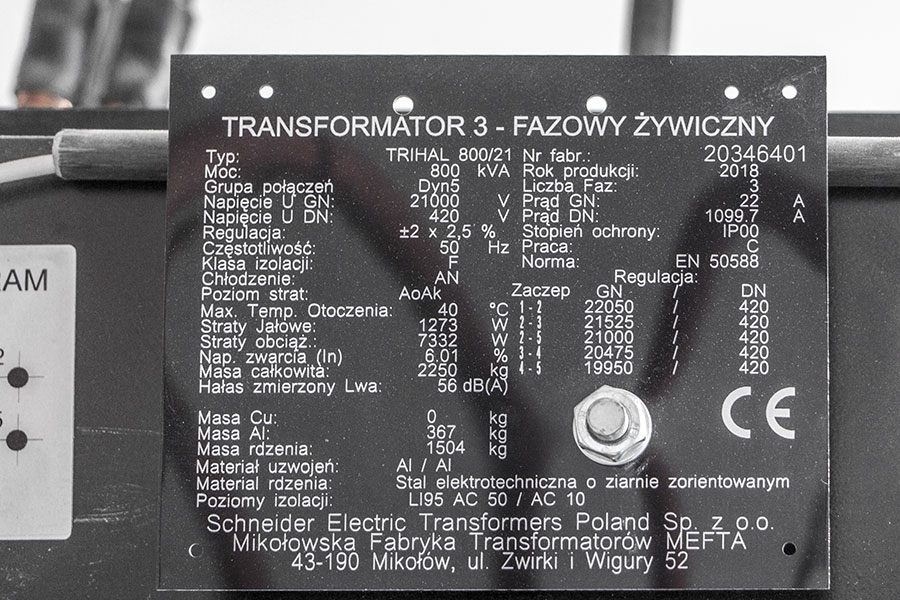 TRANSFORMATOR 3 - FAZOWY ŻYWICZNY
Typ: TRIHAL 800/21 Nr fabr.: 20346401
Moc: 800 kVA Rok produkcji: 2018
Grupa połączeń Dyn5 Liczba Faz: 3
Napięcie U GN: 21000 V Prąd GN: 22 A
Napięcie U DN: 420 V Prąd DN: 1099.7 A
Regulacja: ±2 x 2,5 % Stopień ochrony: IP00
Częstotliwość: 50 Hz Praca: C
Klasa izolacji: F Norma: EN 50588
Chłodzenie: AN Regulacja:
Poziom strat: AoAk Zaczep GN / DN
Max. Temp. Otoczenia: 40 °C 1-2 22050 / 420
Straty Jałowe: 1273 W 2-3 21525 / 420
Straty obciąż.: 7332 W 2-5 21000 / 420
Nap. zwarcia (In) 6.01 % 3-4 20475 / 420
Masa całkowita: 2250 kg 4-5 19950 / 420
Hałas zmierzony Lwa: 56 dB(A)
CE
Masa Cu: 0 kg
Masa Al: 367 kg
Masa rdzenia: 1504 kg
Materiał uzwojeń: Al / Al
Materiał rdzenia: Stal elektrotechniczna o ziarnie zorientowanym
Poziomy izolacji: LI95 AC 50 / AC 10
Schneider Electric Transformers Poland Sp. z o.o.
Mikołowska Fabryka Transformatorów MEFTA
43-190 Mikołów, ul. Zwirki i Wigury 52